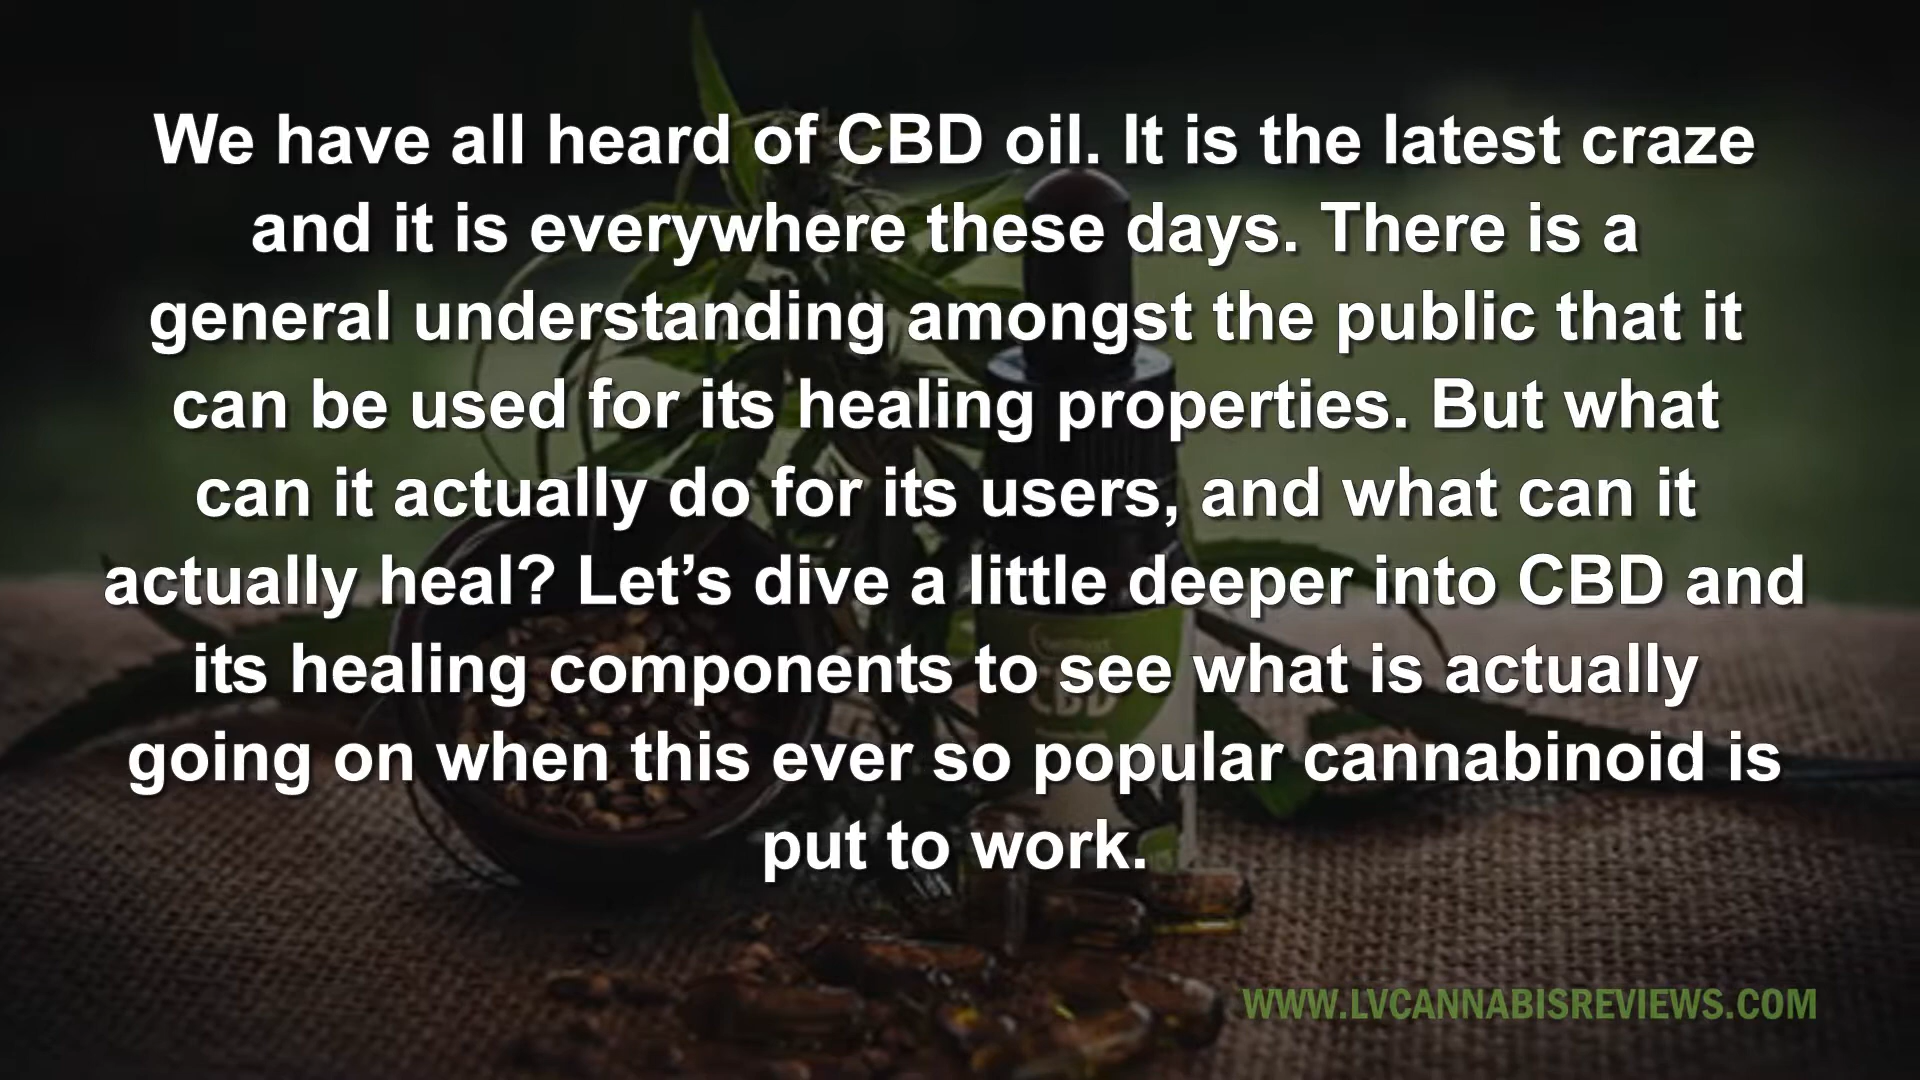 We have all heard of CBD oil. It is the latest craze
and it is everywhere these days. There is a
general understanding amongst the public that it
can be used for its healing properties. But what
can it actually do for its users, and what can it
actually heal? Let’s dive a little deeper into CBD and
its healing components to see what is actually
going on when this ever so popular cannabinoid is
put to work.
CBD
WWW.LVCANNABISREVIEWS.COM